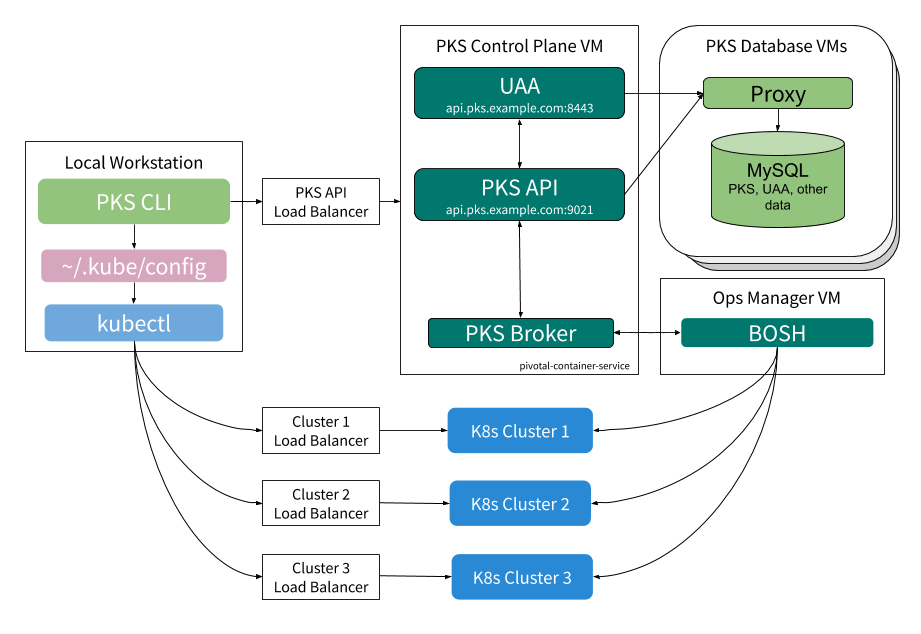 PKS Control Plane VM
UAA
api.pks.example.com:8443
PKS API
api.pks.example.com:9021
PKS Broker
pivotal-container-service
PKS Database VMs
Proxy
MySQL
PKS, UAA, other
data
Local Workstation
PKS CLI
~/.kube/config
kubectl
PKS API
Load Balancer
Ops Manager VM
BOSH
Cluster 1
Load Balancer
K8s Cluster 1
Cluster 2
Load Balancer
K8s Cluster 2
Cluster 3
Load Balancer
K8s Cluster 3